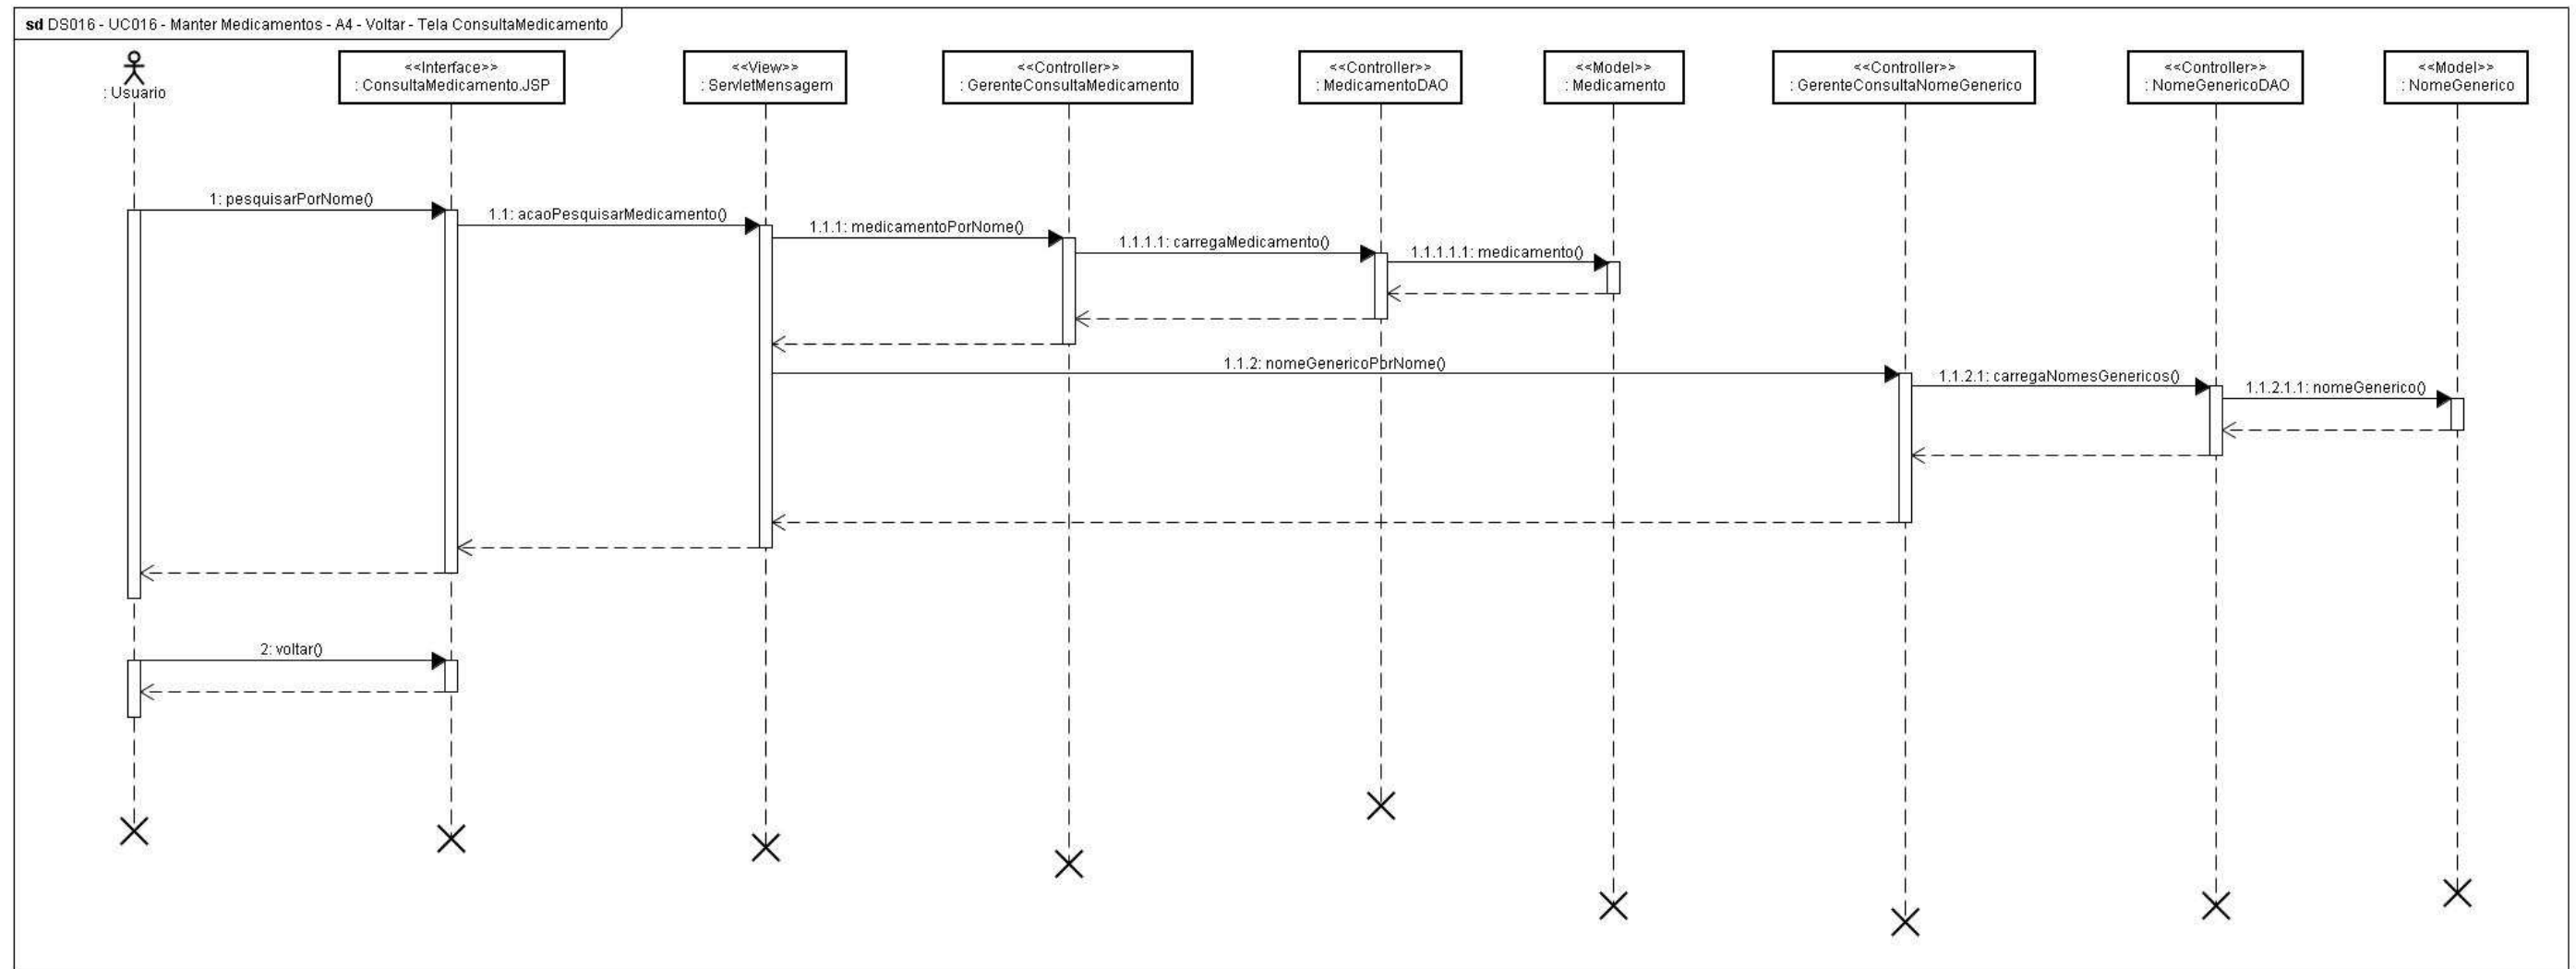 sd DS016 - UC016 - Manter Medicamentos - A4 - Voltar - Tela ConsultaMedicamento
: Usuario
<<Interface>>
: ConsultaMedicamento.JSP
<<View>>
: ServletMensagem
<<Controller>>
: GerenteConsultaMedicamento
<<Controller>>
: MedicamentoDAO
<<Model>>
: Medicamento
<<Controller>>
: GerenteConsultaNomeGenerico
<<Controller>>
: NomeGenericoDAO
<<Model>>
: NomeGenerico
1: pesquisarPorNome()
1.1: acaoPesquisarMedicamento()
1.1.1: medicamentoPorNome()
1.1.1.1: carregaMedicamento()
1.1.1.1.1: medicamento()
1.1.2: nomeGenericoPorNome()
1.1.2.1: carregaNomesGenericos()
1.1.2.1.1: nomeGenerico()
2: voltar()